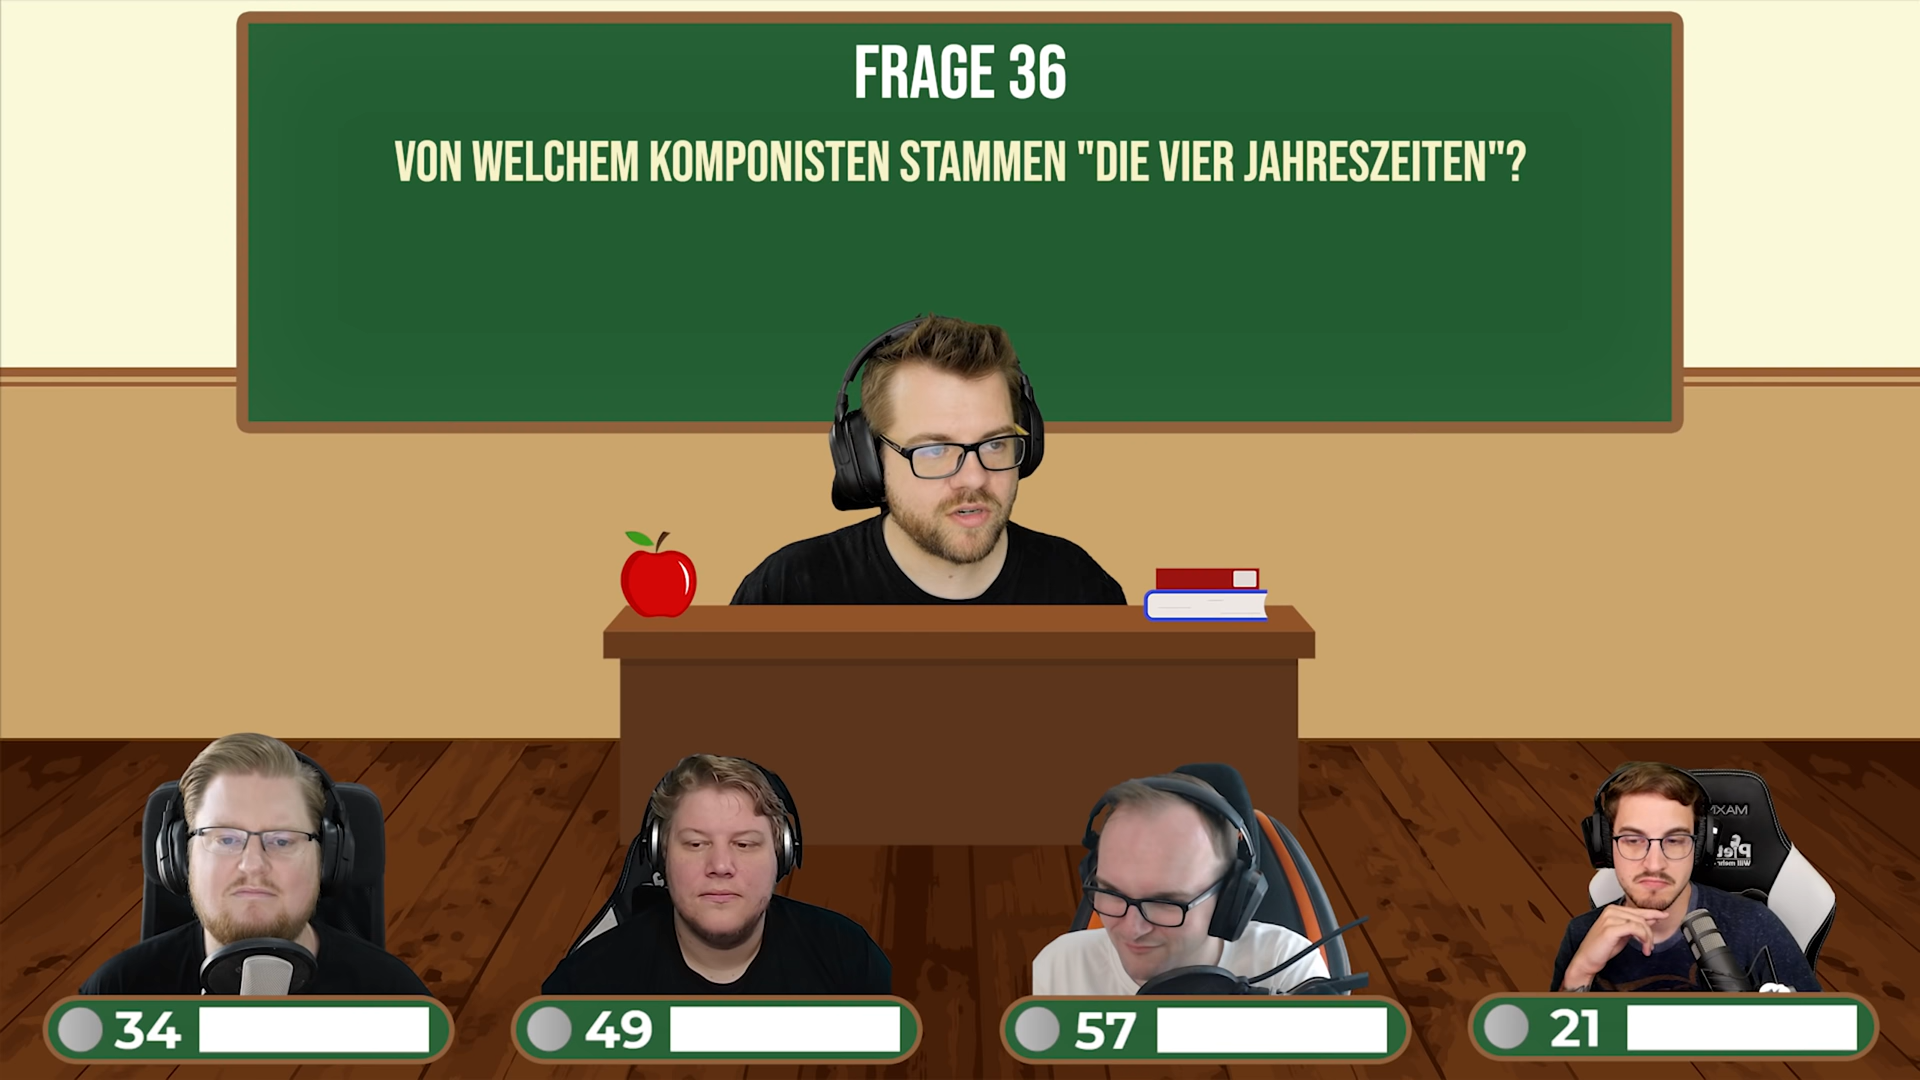 FRAGE 36
VON WELCHEM KOMPONISTEN STAMMEN "DIE VIER JAHRESZEITEN"?
34
49
57
21